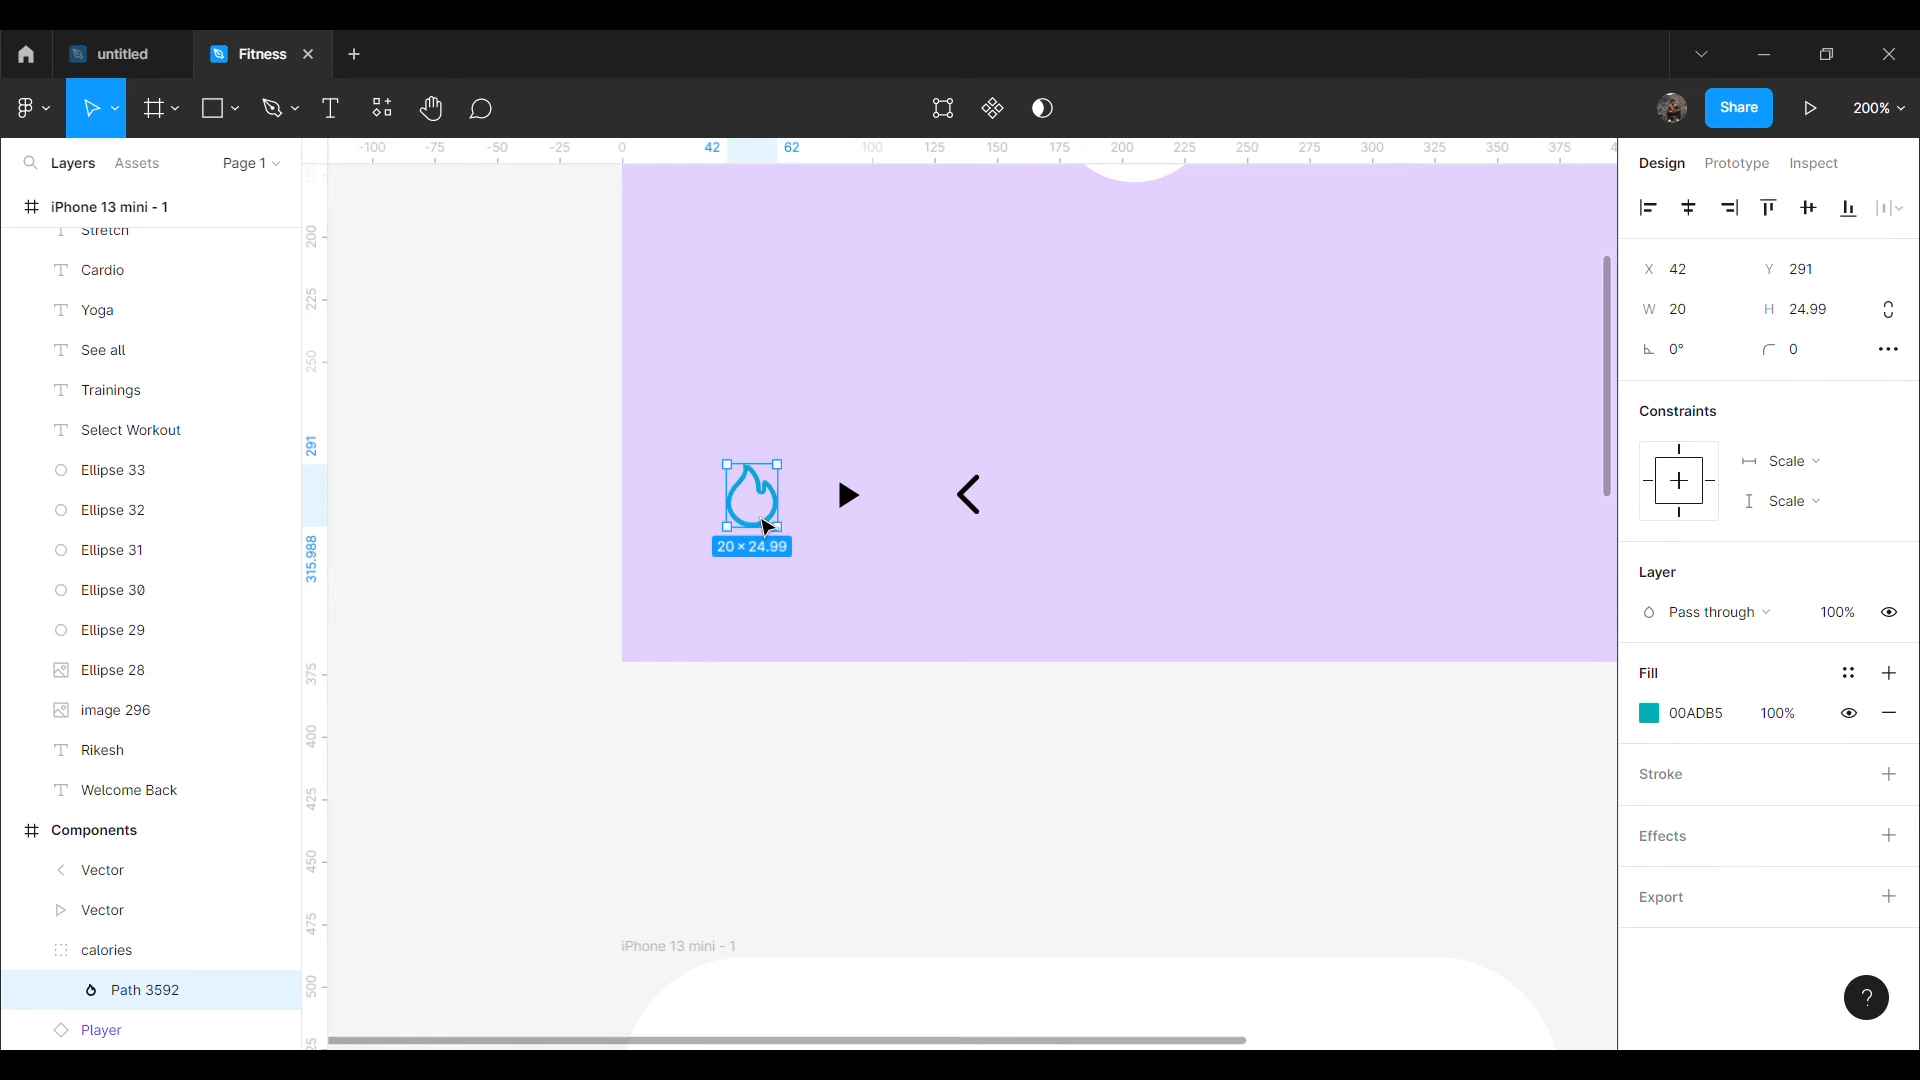 untitled
Fitness
Share
200%
Layers
Assets
Page 1
-100 -75 -50 -25 0 42 62 100 125 150 175 200 225 250 275 300 325 350 375
Design
Prototype
Inspect
iPhone 13 mini - 1
Stretch
Cardio
Yoga
See all
Trainings
Select Workout
Ellipse 33
Ellipse 32
Ellipse 31
Ellipse 30
Ellipse 29
Ellipse 28
image 296
Rikesh
Welcome Back
Components
Vector
Vector
calories
Path 3592
Player
175
200
225
250
291
315.988
375
400
425
450
475
500
20 × 24.99
iPhone 13 mini - 1
X 42
Y 291
W 20
H 24.99
0°
0
Constraints
Scale
Scale
Layer
Pass through
100%
Fill
00ADB5
100%
Stroke
Effects
Export
?